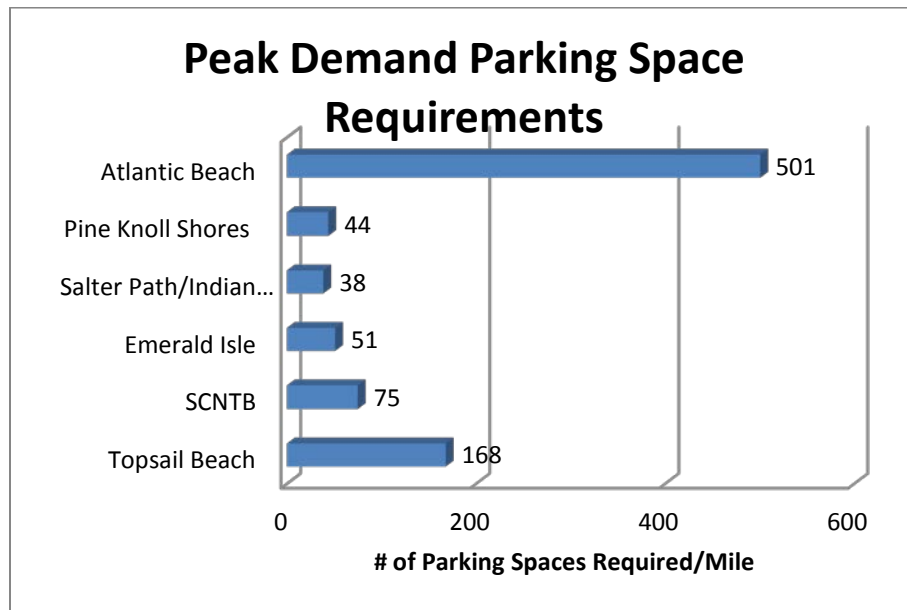 Peak Demand Parking Space
Requirements
Atlantic Beach
501
Pine Knoll Shores
44
Salter Path/Indian…
38
Emerald Isle
51
SCNTB
75
Topsail Beach
168
0
200
400
600
# of Parking Spaces Required/Mile